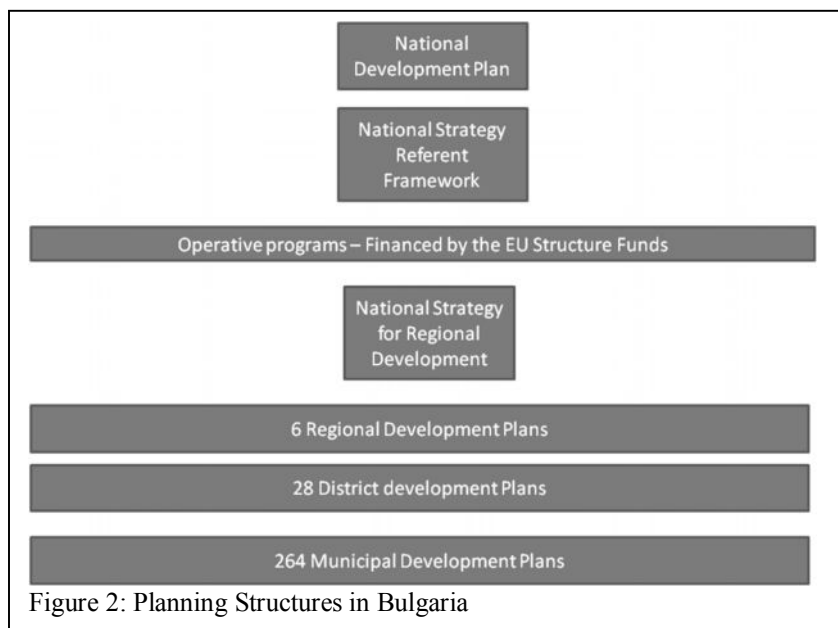 National
Development Plan
National Strategy
Referent
Framework
Operative programs – Financed by the EU Structure Funds
National Strategy
for Regional
Development
6 Regional Development Plans
28 District development Plans
264 Municipal Development Plans
Figure 2: Planning Structures in Bulgaria